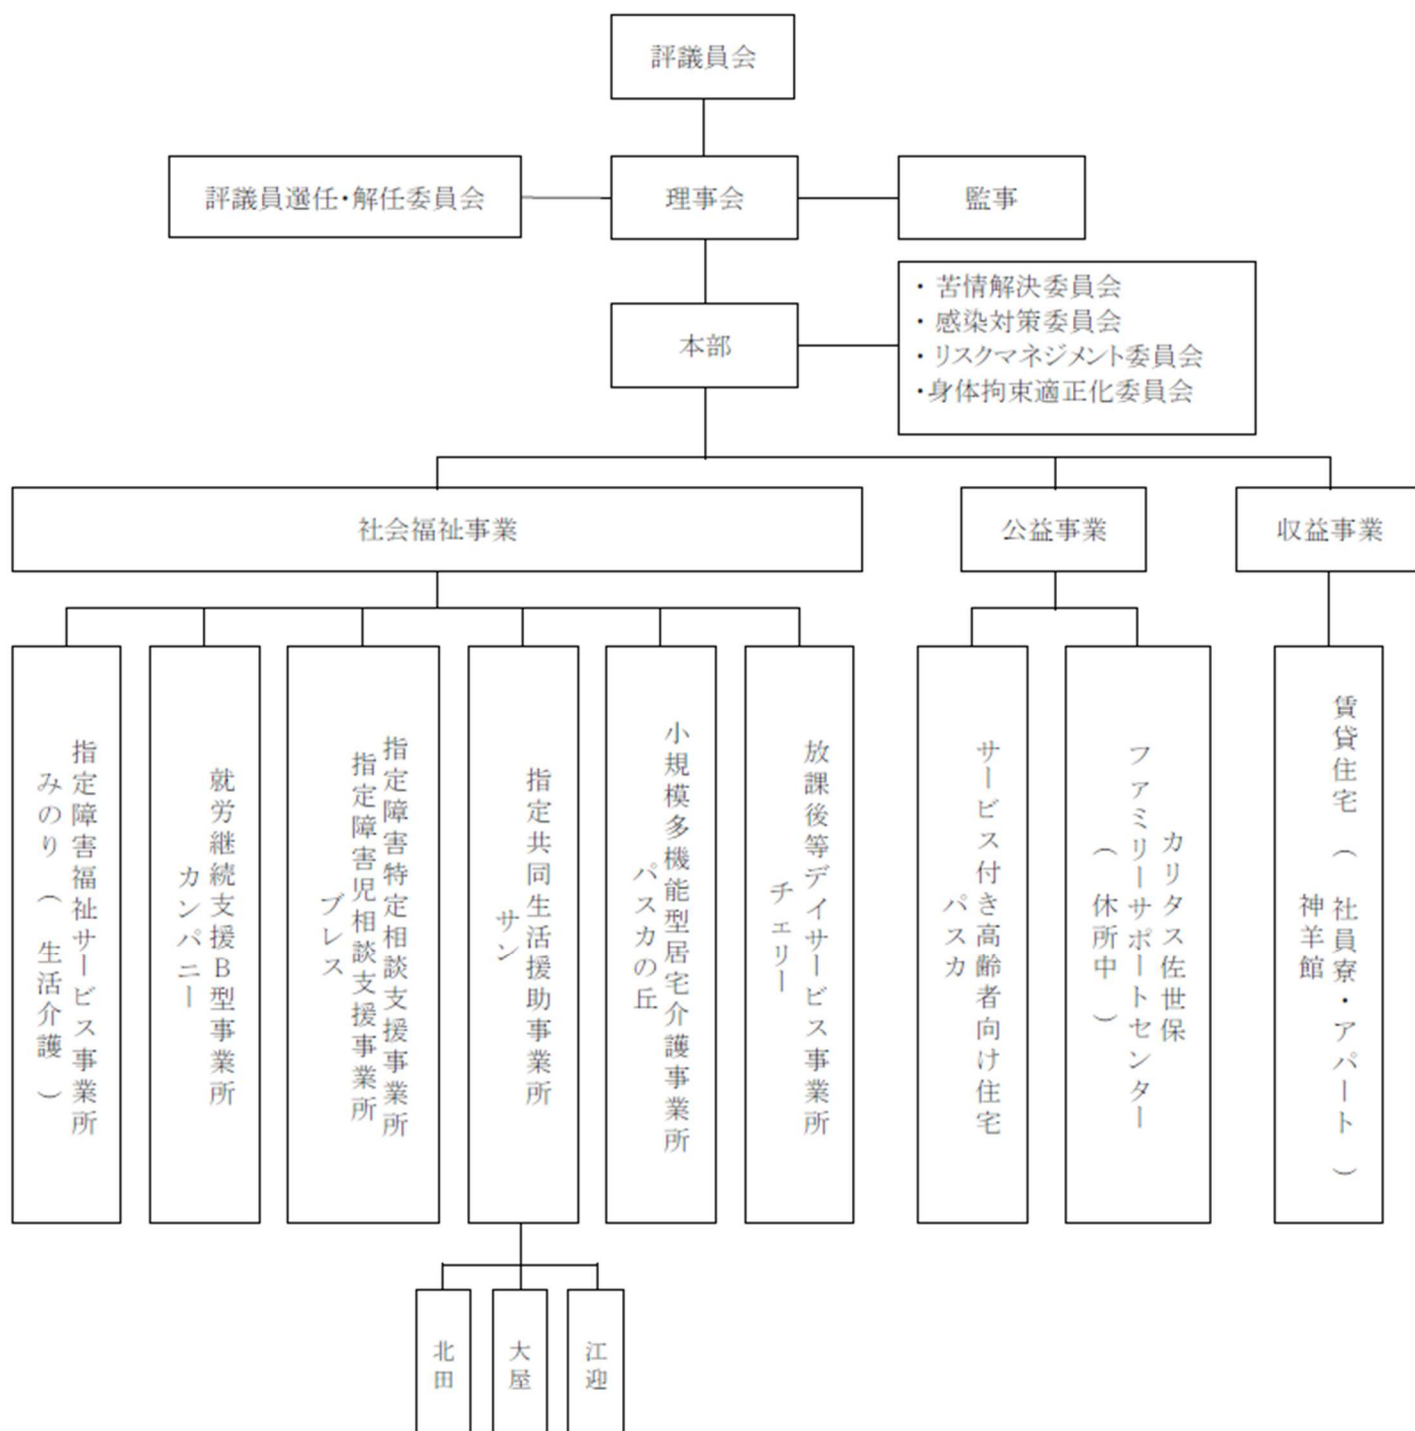 評議員会
評議員選任・解任委員会
理事会
監事
本部
・ 苦情解決委員会
・ 感染対策委員会
・ リスクマネジメント委員会
・身体拘束適正化委員会
社会福祉事業
公益事業
収益事業
指定障害福祉サービス事業所
みのり（ 生活介護 ）
就労継続支援B型事業所
カンパニー
指定障害特定相談支援事業所
指定障害児相談支援事業所
ブレス
指定共同生活援助事業所
サン
小規模多機能型居宅介護事業所
パスカの丘
放課後等デイサービス事業所
チェリー
サービス付き高齢者向け住宅
パスカ
カリタス佐世保
ファミリーサポートセンター
（ 休所中 ）
賃貸住宅 （ 社員寮・アパート ）
神羊館
北田
大屋
江迎